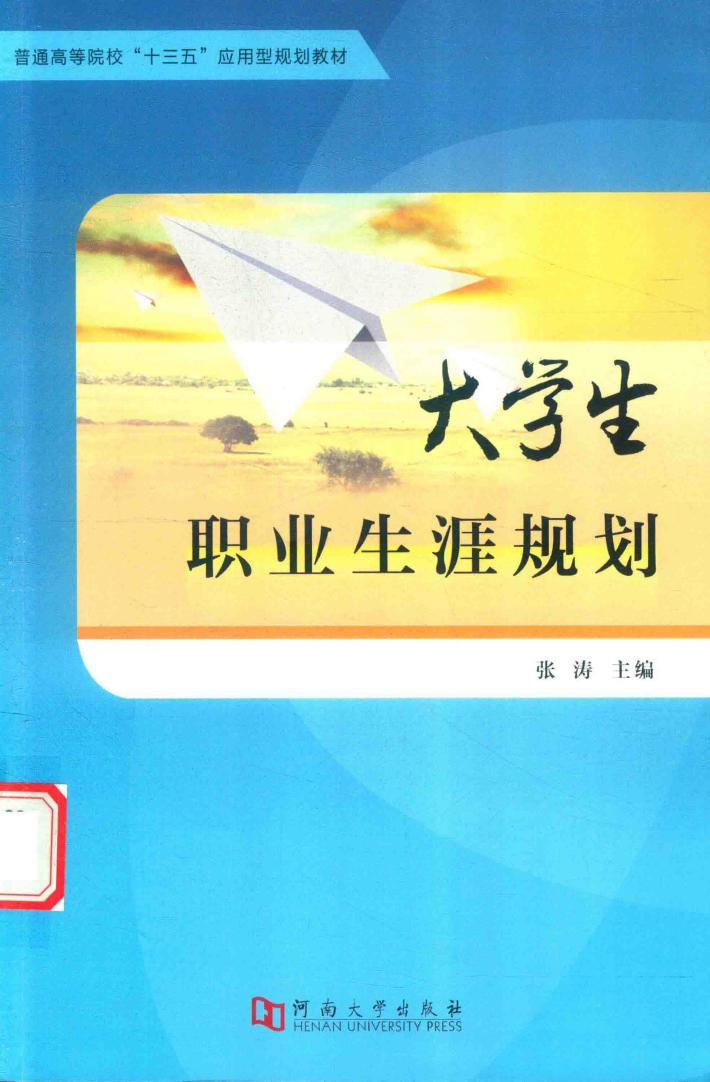 普通高等院校“十三五”应用型规划教材
大学生
职业生涯规划
张 涛 主编
河南大学出版社
HENAN UNIVERSITY PRESS